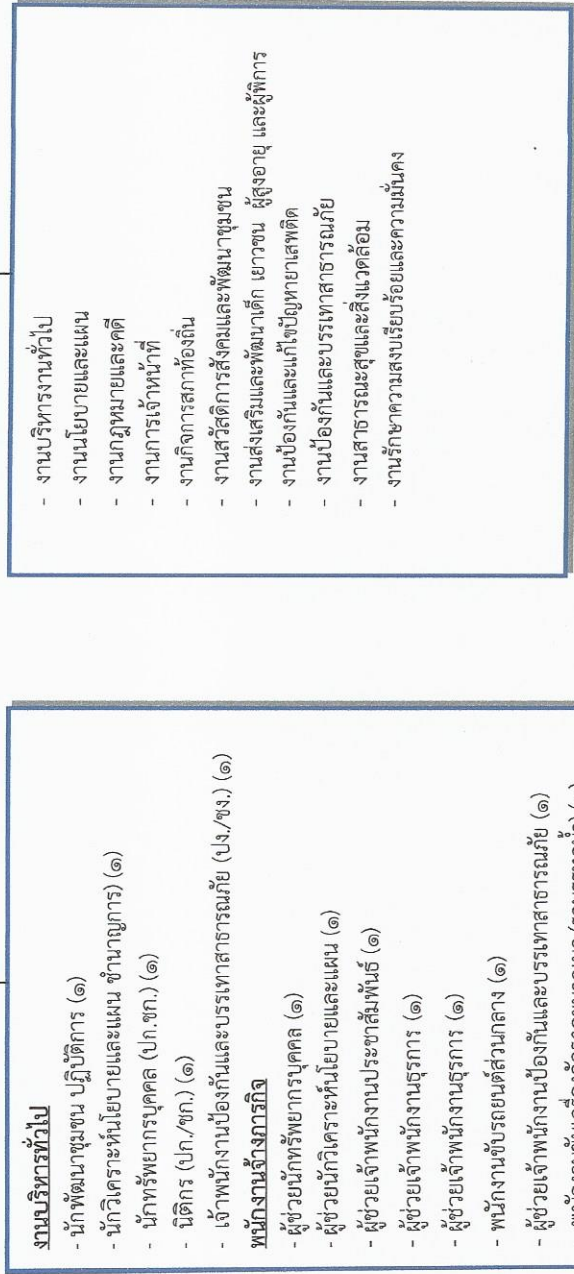 งานบริหารทั่วไป
- นักพัฒนาชุมชน ปฏิบัติการ (๑)
- นักวิเคราะห์นโยบายและแผน ชำนาญการ) (๑)
- นักทรัพยากรบุคคล (ปก.ชก.) (๑)
- นิติกร (ปก./ชก.) (๑)
- เจ้าพนักงานป้องกันและบรรเทาสาธารณภัย (ปง./ชง.) (๑)
พนักงานจ้างภารกิจ
- ผู้ช่วยนักทรัพยากรบุคคล (๑)
- ผู้ช่วยนักวิเคราะห์นโยบายและแผน (๑)
- ผู้ช่วยเจ้าพนักงานประชาสัมพันธ์ (๑)
- ผู้ช่วยเจ้าพนักงานธุรการ (๑)
- ผู้ช่วยเจ้าพนักงานธุรการ (๑)
- พนักงานขับรถยนต์ส่วนกลาง (๑)
- ผู้ช่วยเจ้าพนักงานป้องกันและบรรเทาสาธารณภัย (๑)
- งานบริหารงานทั่วไป
- งานนโยบายและแผน
- งานกฎหมายและคดี
- งานการเจ้าหน้าที่
- งานกิจการสภาท้องถิ่น
- งานสวัสดิการสังคมและพัฒนาชุมชน
- งานส่งเสริมและพัฒนาเด็ก เยาวชน ผู้สูงอายุ และผู้พิการ
- งานป้องกันและแก้ไขปัญหายาเสพติด
- งานป้องกันและบรรเทาสาธารณภัย
- งานสาธารณะสุขและสิ่งแวดล้อม
- งานรักษาความสงบเรียบร้อยและความมั่นคง